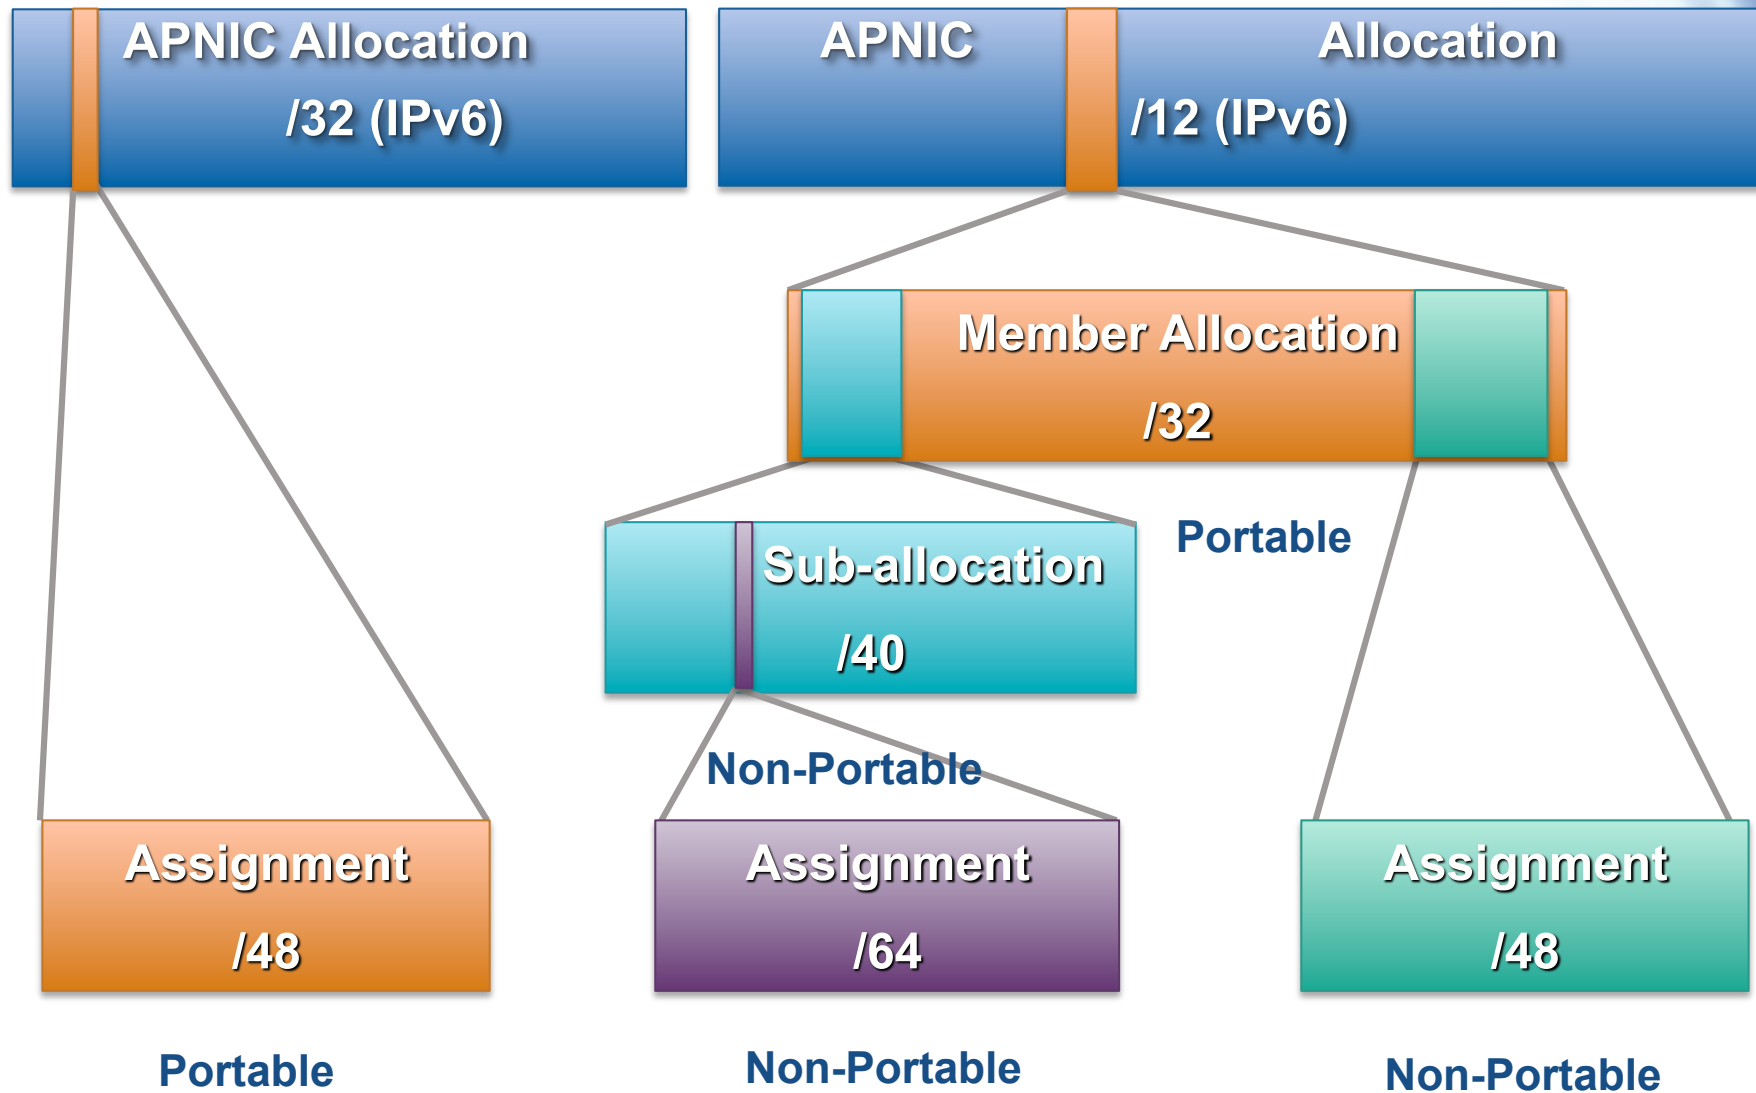 APNIC Allocation
/32 (IPv6)
APNIC Allocation
/12 (IPv6)
Member Allocation
/32
Portable
Sub-allocation
/40
Non-Portable
Assignment
/48
Portable
Assignment
/64
Non-Portable
Assignment
/48
Non-Portable